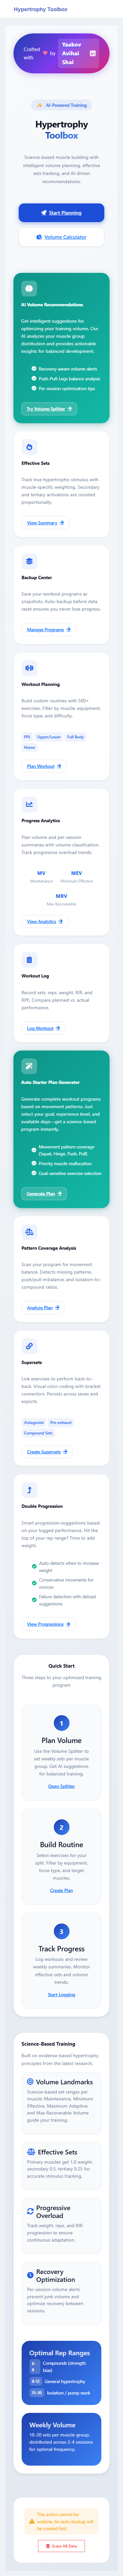 Hypertrophy Toolbox
Crafted with ❤ by
Yaakov Avihai Shai
AI-Powered Training
Hypertrophy
Toolbox
Science-based muscle building with
intelligent volume planning,
effective sets tracking, and AI-
driven recommendations.
Start Planning
Volume Calculator
AI Volume Recommendations
Get intelligent suggestions for
optimizing your training volume. Our
AI analyzes your muscle group
distribution and provides actionable
insights for balanced development.
Recovery-aware volume alerts
Push-Pull-Legs balance analysis
Per-session optimization tips
Try Volume Splitter
Effective Sets
Track true hypertrophic stimulus with
muscle-specific weighting. Secondary
and tertiary activations are counted
proportionally.
View Summary
Backup Center
Save your workout programs as
snapshots. Auto-backup before data
reset ensures you never lose progress.
Manage Programs
Workout Planning
Build custom routines with 500+
exercises. Filter by muscle, equipment,
force type, and difficulty.
PPL
Upper/Lower
Full Body
Home
Plan Workout
Progress Analytics
Plan volume and per-session
summaries with volume classification.
Track progressive overload trends.
MV
Maintenance
MEV
Minimum Effective
MRV
Max Recoverable
View Analytics
Workout Log
Record sets, reps, weight, RIR, and
RPE. Compare planned vs. actual
performance.
Log Workout
Auto Starter Plan Generator
Generate complete workout programs
based on movement patterns. Just
select your goal, experience level, and
available days—get a science-based
program instantly.
Movement pattern coverage
(Squat, Hinge, Push, Pull)
Priority muscle reallocation
Goal-sensitive exercise selection
Generate Plan
Pattern Coverage Analysis
Scan your program for movement
balance. Detects missing patterns,
push/pull imbalance, and isolation-to-
compound ratios.
Analyze Plan
Supersets
Link exercises to perform back-to-
back. Visual color-coding with bracket
connectors. Persists across saves and
exports.
Antagonist
Pre-exhaust
Compound Sets
Create Supersets
Double Progression
Smart progression suggestions based
on your logged performance. Hit the
top of your rep range? Time to add
weight.
Auto-detects when to increase
weight
Conservative increments for
novices
Failure detection with deload
suggestions
View Progressions
Quick Start
Three steps to your optimized training
program
1
Plan Volume
Use the Volume Splitter to
set weekly sets per muscle
group. Get AI suggestions
for balanced training.
Open Splitter
2
Build Routine
Select exercises for your
split. Filter by equipment,
force type, and target
muscles.
Create Plan
3
Track Progress
Log workouts and review
weekly summaries. Monitor
effective sets and volume
trends.
Start Logging
Science-Based Training
Built on evidence-based hypertrophy
principles from the latest research.
Volume Landmarks
Science-based set ranges per
muscle: Maintenance, Minimum
Effective, Maximum Adaptive,
and Max Recoverable Volume
guide your training.
Effective Sets
Primary muscles get 1.0 weight,
secondary 0.5, tertiary 0.25 for
accurate stimulus tracking.
Progressive
Overload
Track weight, reps, and RIR
progression to ensure
continuous adaptation.
Recovery
Optimization
Per-session volume alerts
prevent junk volume and
optimize recovery between
sessions.
Optimal Rep Ranges
6-8
Compounds (strength bias)
8-12
General hypertrophy
15-20
Isolation / pump work
Weekly Volume
10-20 sets per muscle group,
distributed across 2-4 sessions
for optimal frequency.
This action cannot be
undone. An auto-backup will
be created first.
Erase All Data